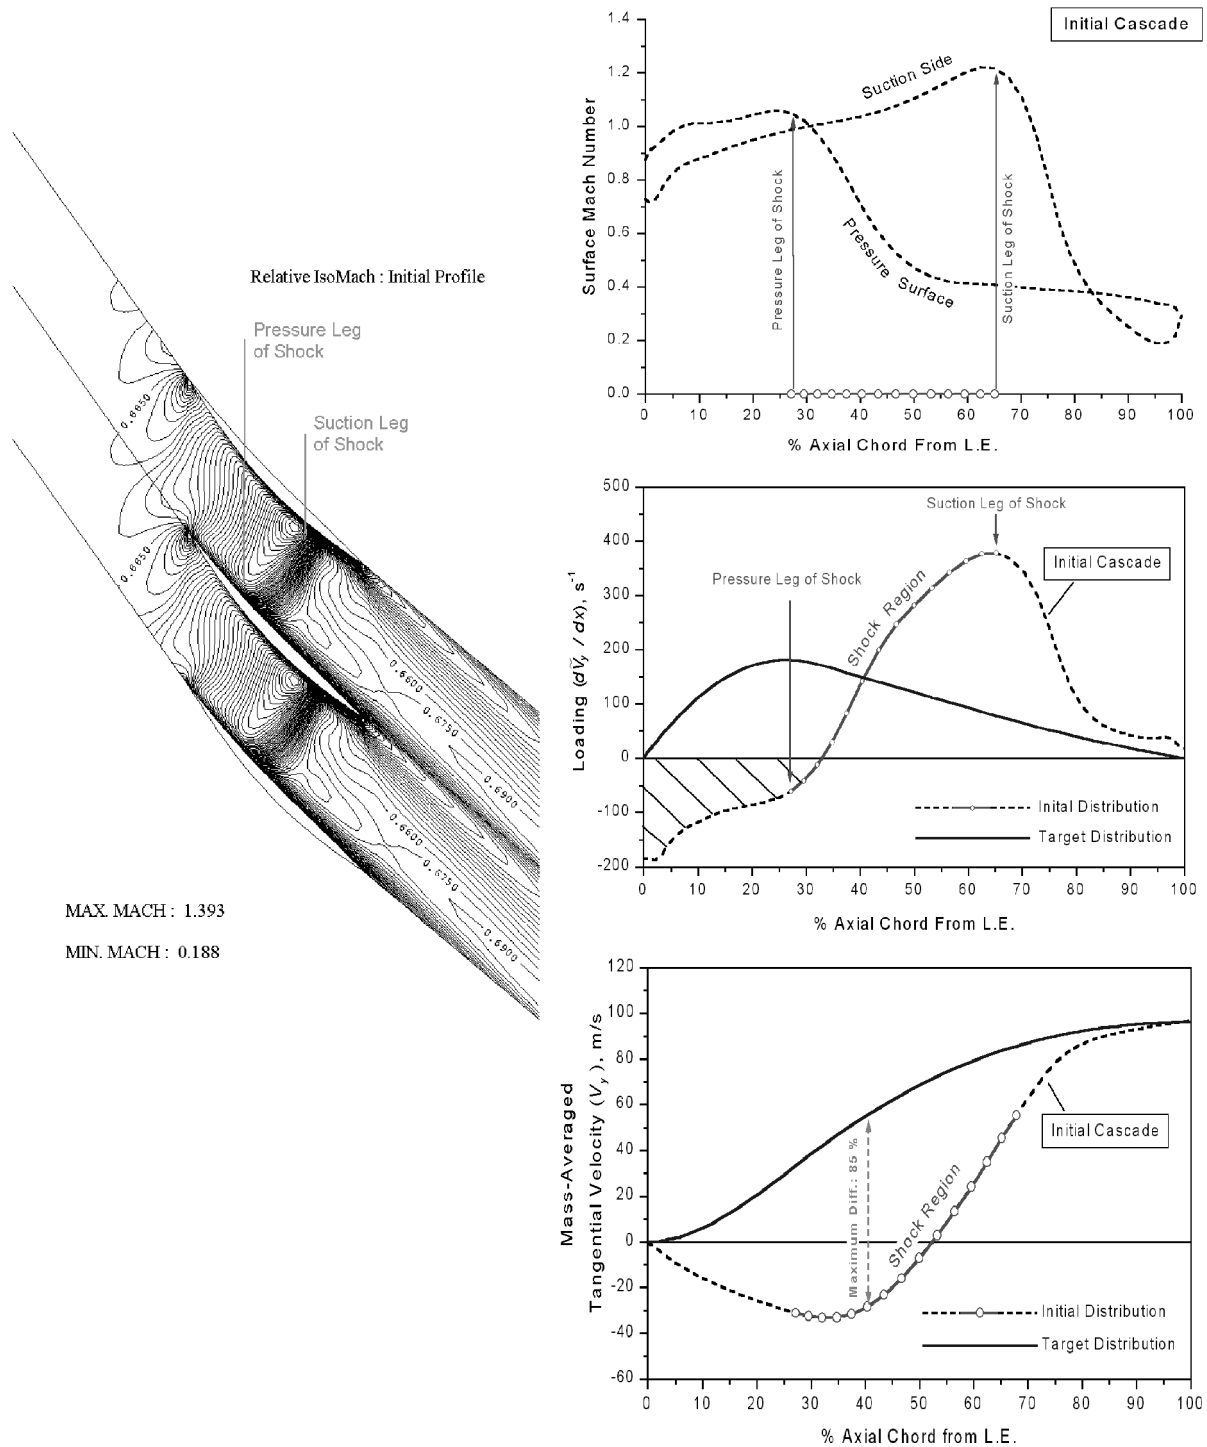 Relative IsoMach : Initial Profile
Pressure Leg
of Shock
Suction Leg
of Shock
0.6650
0.6650
0.6600
0.6750
0.6900
0.6600
0.6750
0.6900
MAX. MACH : 1.393
MIN. MACH : 0.188
Initial Cascade
Surface Mach Number
1.4
1.2
1.0
0.8
0.6
0.4
0.2
0.0
Suction Side
Pressure Surface
Pressure Leg of Shock
Suction Leg of Shock
0 10 20 30 40 50 60 70 80 90 100
% Axial Chord From L.E.
Loading (dṼy / dx), s-1
500
400
300
200
100
0
-100
-200
Suction Leg of Shock
Pressure Leg of Shock
Initial Cascade
Shock Region
Inital Distribution
Target Distribution
0 10 20 30 40 50 60 70 80 90 100
% Axial Chord From L.E.
Mass-Averaged
Tangential Velocity (Vy), m/s
120
100
80
60
40
20
0
-20
-40
-60
Maximum Diff.: 85 %
Shock Region
Initial Cascade
Initial Distribution
Target Distribution
0 10 20 30 40 50 60 70 80 90 100
% Axial Chord From L.E.